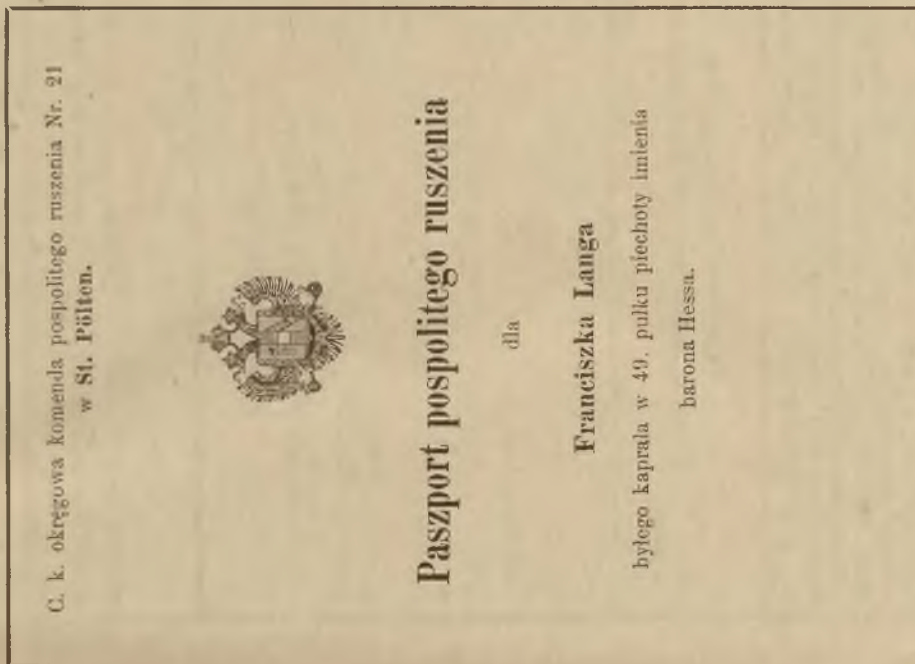 C. k. okręgowa komenda pospolitego ruszenia Nr. 21
w St. Pölten.
Paszport pospolitego ruszenia
dla
Franciszka Langa
byłego kaprala w 49. pułku piechoty imienia
barona Hessa.